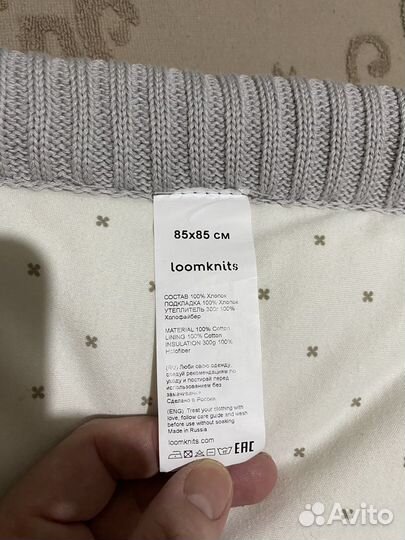 85x85 см
loomknits
СОСТАВ 100% Хлопок
ПОДКЛАДКА 100% Хлопок
УТЕПЛИТЕЛЬ 300г 100%
Холофайбер
MATERIAL 100% Cotton
LINING 100% Cotton
INSULATION 300g 100%
Holofiber
(RU) Люби свою одежду,
следуй рекомендациям по
уходу и постирай перед
использованием без
замачивания
Сделано в России
(ENG) Treat your clothing with
love, follow care guide and wash
before use without soaking
Made in Russia
loomknits.com
EAC
Avito